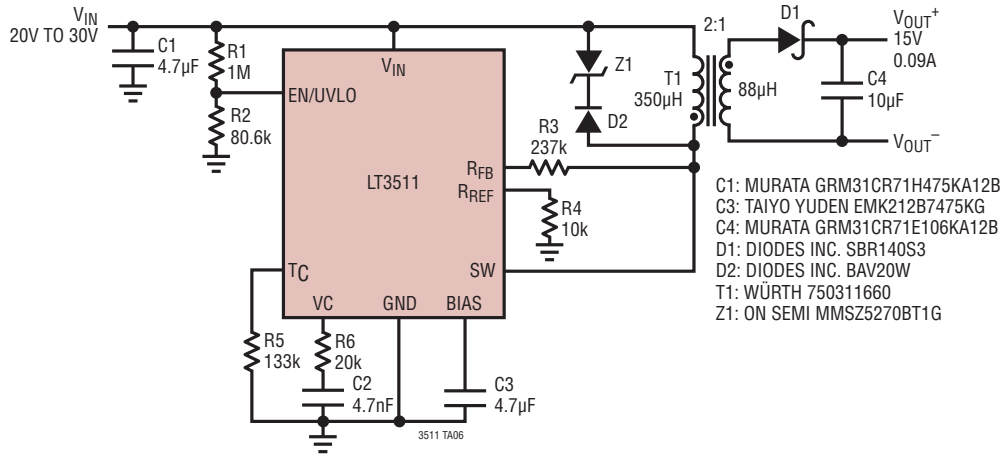 VIN
20V TO 30V
C1
4.7µF
R1
1M
R2
80.6k
VIN
EN/UVLO
LT3511
RFB
RREF
SW
TC
VC
GND
BIAS
Z1
D2
R3
237k
R4
10k
T1
350µH
2:1
88µH
D1
VOUT+
15V
0.09A
C4
10µF
VOUT–
R5
133k
R6
20k
C2
4.7nF
C3
4.7µF
3511 TA06
C1: MURATA GRM31CR71H475KA12B
C3: TAIYO YUDEN EMK212B7475KG
C4: MURATA GRM31CR71E106KA12B
D1: DIODES INC. SBR140S3
D2: DIODES INC. BAV20W
T1: WÜRTH 750311660
Z1: ON SEMI MMSZ5270BT1G